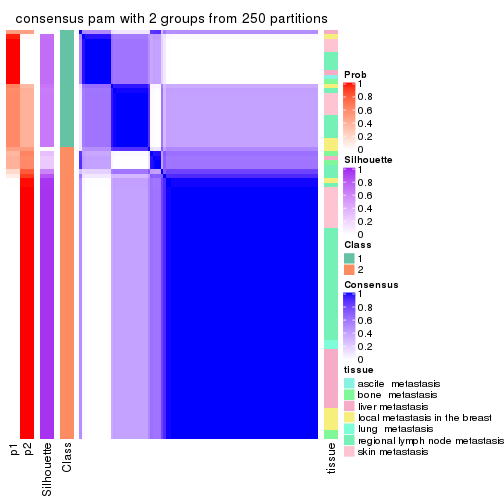 consensus pam with 2 groups from 250 partitions
Prob
1
0.8
0.6
0.4
0.2
0
Silhouette
1
0.8
0.6
0.4
0.2
0
Class
1
2
Consensus
1
0.8
0.6
0.4
0.2
0
tissue
ascite metastasis
bone metastasis
liver metastasis
local metastasis in the breast
lung metastasis
regional lymph node metastasis
skin metastasis
p1
p2
Silhouette
Class
tissue